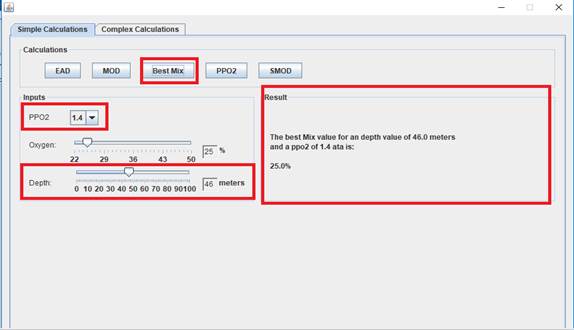 Simple Calculations Complex Calculations
Calculations
EAD MOD Best Mix PPO2 SMOD
Inputs
PPO2 1.4
Oxygen: 25 %
22 29 36 43 50
Depth: 46 meters
0 10 20 30 40 50 60 70 80 90100
Result
The best Mix value for an depth value of 46.0 meters
and a ppo2 of 1.4 ata is:
25.0%